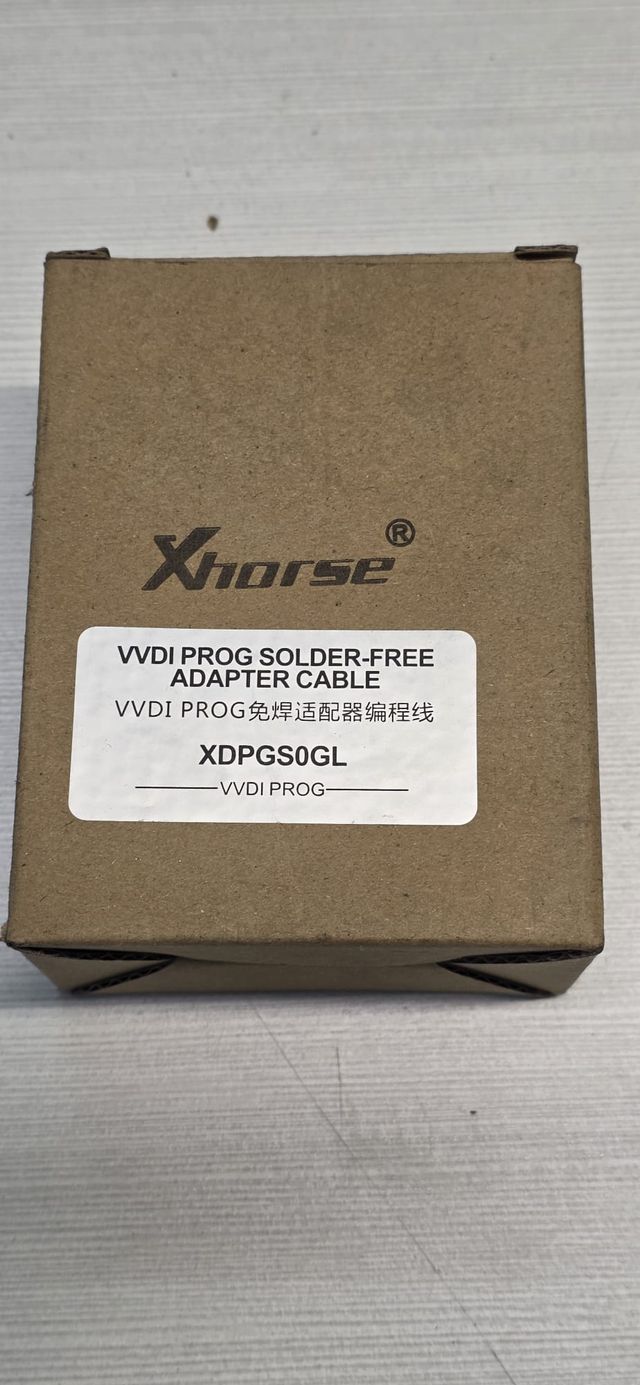 Xhorse®
VVDI PROG SOLDER-FREE
ADAPTER CABLE
VVDI PROG免焊适配器编程线
XDPGS0GL
VVDI PROG